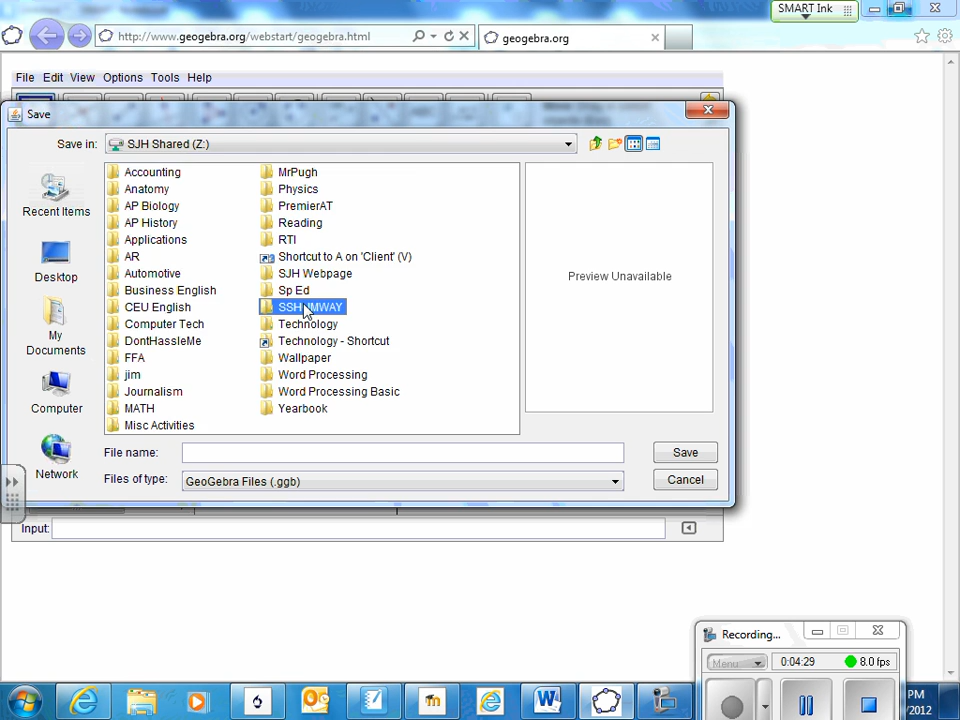 SMART Ink
http://www.geogebra.org/webstart/geogebra.html
geogebra.org
File Edit View Options Tools Help
Save
Save in: SJH Shared (Z:)
Recent Items
Desktop
My
Documents
Computer
Network
Accounting
Anatomy
AP Biology
AP History
Applications
AR
Automotive
Business English
CEU English
Computer Tech
DontHassleMe
FFA
jim
Journalism
MATH
Misc Activities
MrPugh
Physics
PremierAT
Reading
RTI
Shortcut to A on 'Client' (V)
SJH Webpage
Sp Ed
SSHUMWAY
Technology
Technology - Shortcut
Wallpaper
Word Processing
Word Processing Basic
Yearbook
Preview Unavailable
File name:
Save
Files of type: GeoGebra Files (.ggb)
Cancel
Input:
Recording...
Menu 0:04:29 8.0 fps
PM
/2012